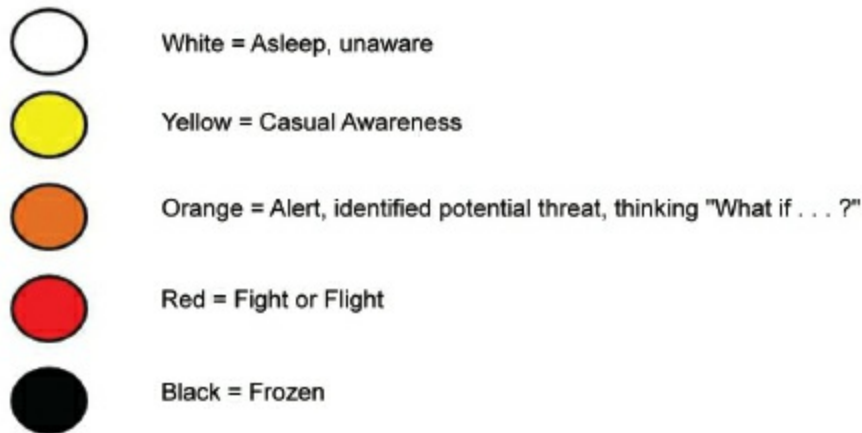 White = Asleep, unaware
Yellow = Casual Awareness
Orange = Alert, identified potential threat, thinking "What if . . . ?"
Red = Fight or Flight
Black = Frozen